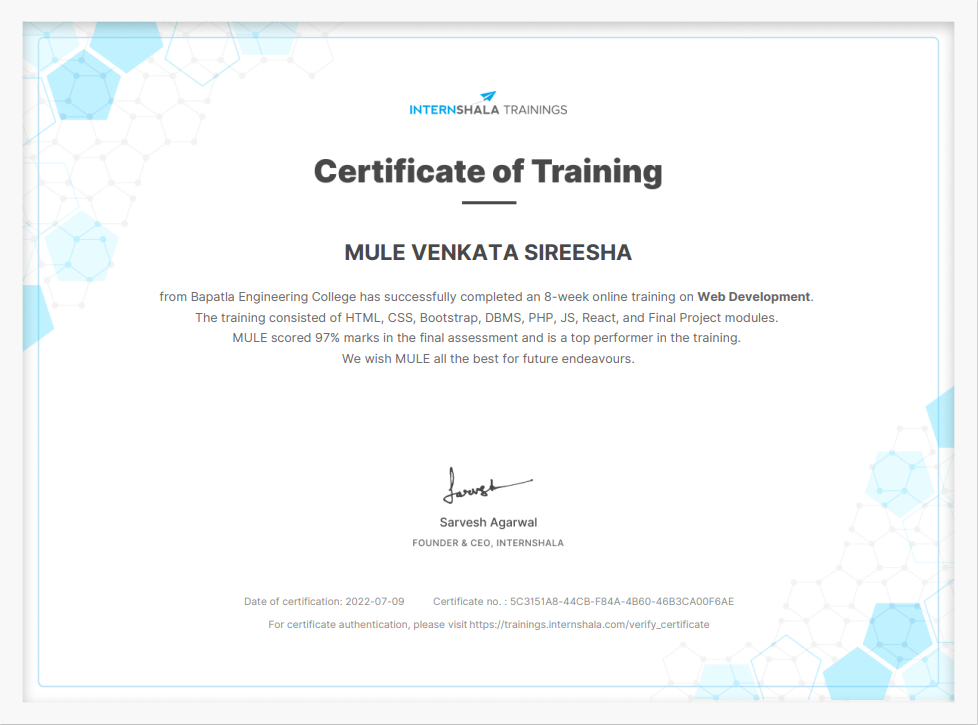 INTERNSHALA TRAININGS
Certificate of Training
MULE VENKATA SIREESHA
from Bapatla Engineering College has successfully completed an 8-week online training on Web Development.
The training consisted of HTML, CSS, Bootstrap, DBMS, PHP, JS, React, and Final Project modules.
MULE scored 97% marks in the final assessment and is a top performer in the training.
We wish MULE all the best for future endeavours.
Sarvesh
Sarvesh Agarwal
FOUNDER & CEO, INTERNSHALA
Date of certification: 2022-07-09 Certificate no. : 5C3151A8-44CB-F84A-4B60-46B3CA00F6AE
For certificate authentication, please visit https://trainings.internshala.com/verify_certificate